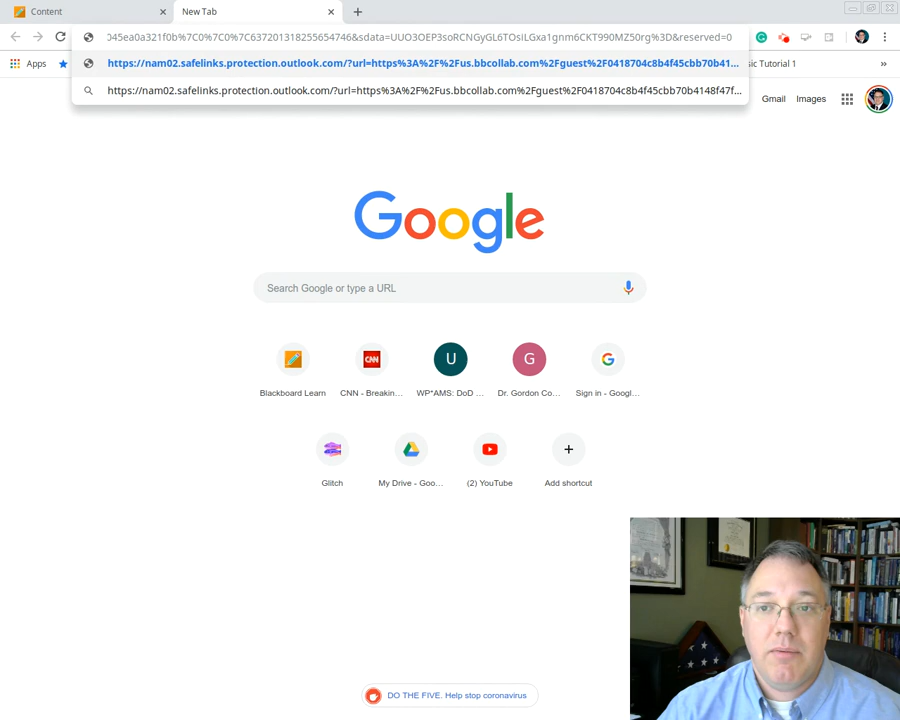 Content
New Tab
045ea0a321f0b%7C0%7C0%7C637201318255654746&sdata=UUO3OEP3soRCNGyGL6TOsILGxa1gnm6CKT990MZ50rg%3D&reserved=0
Apps
https://nam02.safelinks.protection.outlook.com/?url=https%3A%2F%2Fus.bbcollab.com%2Fguest%2F0418704c8b4f45cbb70b41...
sic Tutorial 1
»
https://nam02.safelinks.protection.outlook.com/?url=https%3A%2F%2Fus.bbcollab.com%2Fguest%2F0418704c8b4f45cbb70b4148f47f...
Gmail Images
Google
Search Google or type a URL
U G
Blackboard Learn CNN - Breakin... WP*AMS: DoD ... Dr. Gordon Co... Sign in - Googl...
Glitch My Drive - Goo... (2) YouTube Add shortcut
DO THE FIVE. Help stop coronavirus